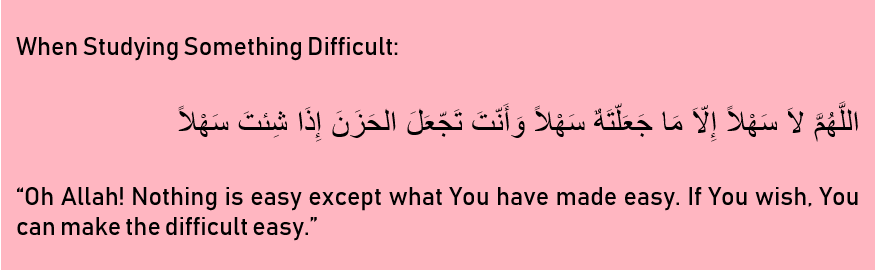 When Studying Something Difficult:
اللَّهُمَّ لاَ سَهْلاً إِلّاَ مَا جَعَلّتَهٌ سَهْلاً وَأَنّتَ تَجّعَلَ الحَزَنَ إِذَا شِئتَ سَهْلاً
“Oh Allah! Nothing is easy except what You have made easy. If You wish, You
can make the difficult easy.”